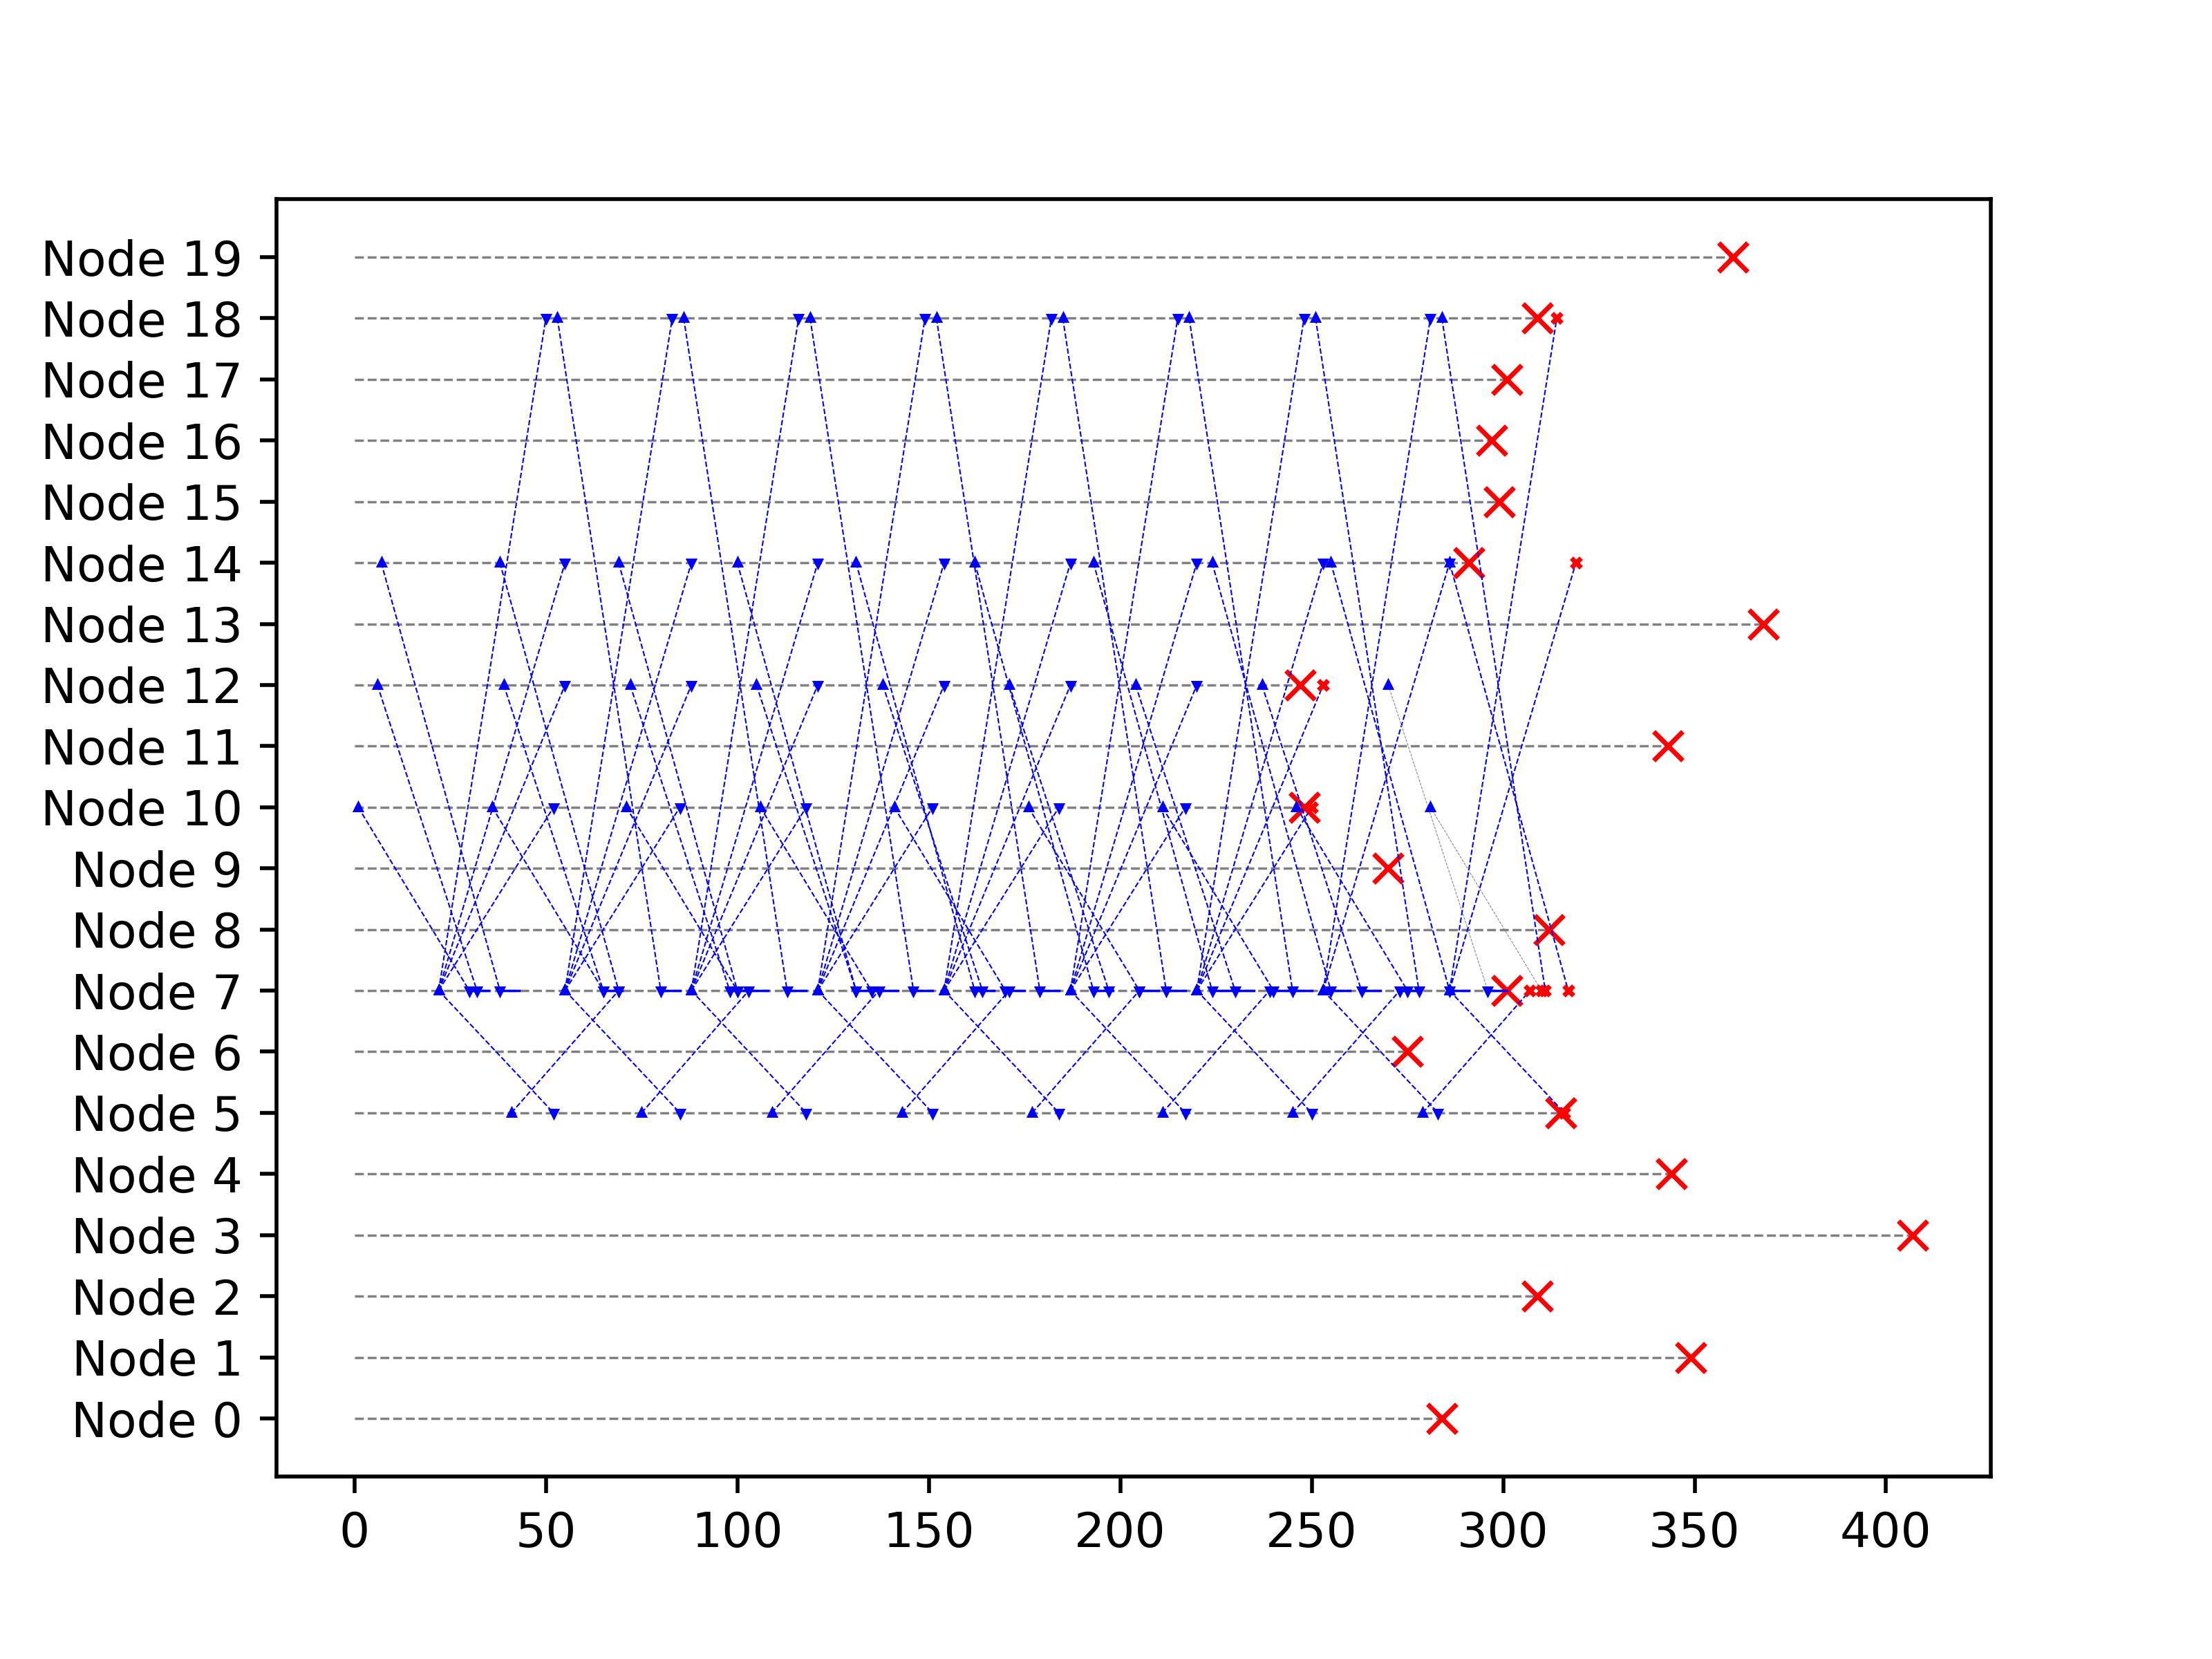 Node 19
Node 18
Node 17
Node 16
Node 15
Node 14
Node 13
Node 12
Node 11
Node 10
Node 9
Node 8
Node 7
Node 6
Node 5
Node 4
Node 3
Node 2
Node 1
Node 0
0 50 100 150 200 250 300 350 400